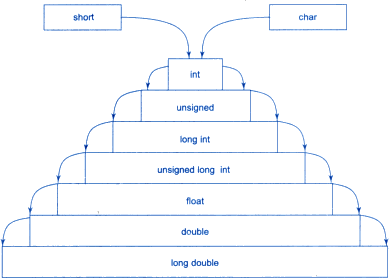 short
char
int
unsigned
long int
unsigned long int
float
double
long double